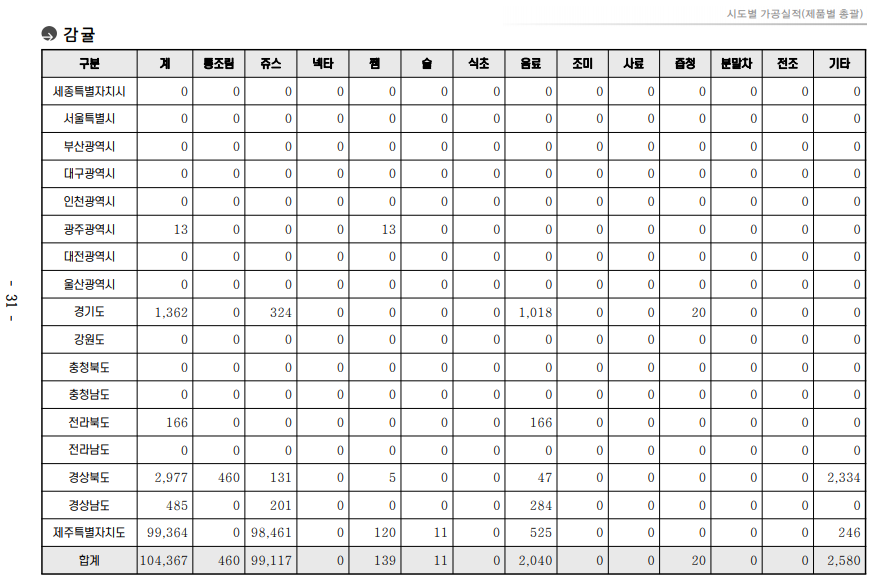 시도별 가공실적(제품별 총괄)
감귤
구분 계 통조림 쥬스 넥타 쨈 술 식초 음료 조미 사료 즙청 분말차 전조 기타
세종특별자치시 0 0 0 0 0 0 0 0 0 0 0 0 0 0
서울특별시 0 0 0 0 0 0 0 0 0 0 0 0 0 0
부산광역시 0 0 0 0 0 0 0 0 0 0 0 0 0 0
대구광역시 0 0 0 0 0 0 0 0 0 0 0 0 0 0
인천광역시 0 0 0 0 0 0 0 0 0 0 0 0 0 0
광주광역시 13 0 0 0 13 0 0 0 0 0 0 0 0 0
대전광역시 0 0 0 0 0 0 0 0 0 0 0 0 0 0
울산광역시 0 0 0 0 0 0 0 0 0 0 0 0 0 0
경기도 1,362 0 324 0 0 0 0 1,018 0 0 20 0 0 0
강원도 0 0 0 0 0 0 0 0 0 0 0 0 0 0
충청북도 0 0 0 0 0 0 0 0 0 0 0 0 0 0
충청남도 0 0 0 0 0 0 0 0 0 0 0 0 0 0
전라북도 166 0 0 0 0 0 0 166 0 0 0 0 0 0
전라남도 0 0 0 0 0 0 0 0 0 0 0 0 0 0
경상북도 2,977 460 131 0 5 0 0 47 0 0 0 0 0 2,334
경상남도 485 0 201 0 0 0 0 284 0 0 0 0 0 0
제주특별자치도 99,364 0 98,461 0 120 11 0 525 0 0 0 0 0 246
합계 104,367 460 99,117 0 139 11 0 2,040 0 0 20 0 0 2,580
- 31 -